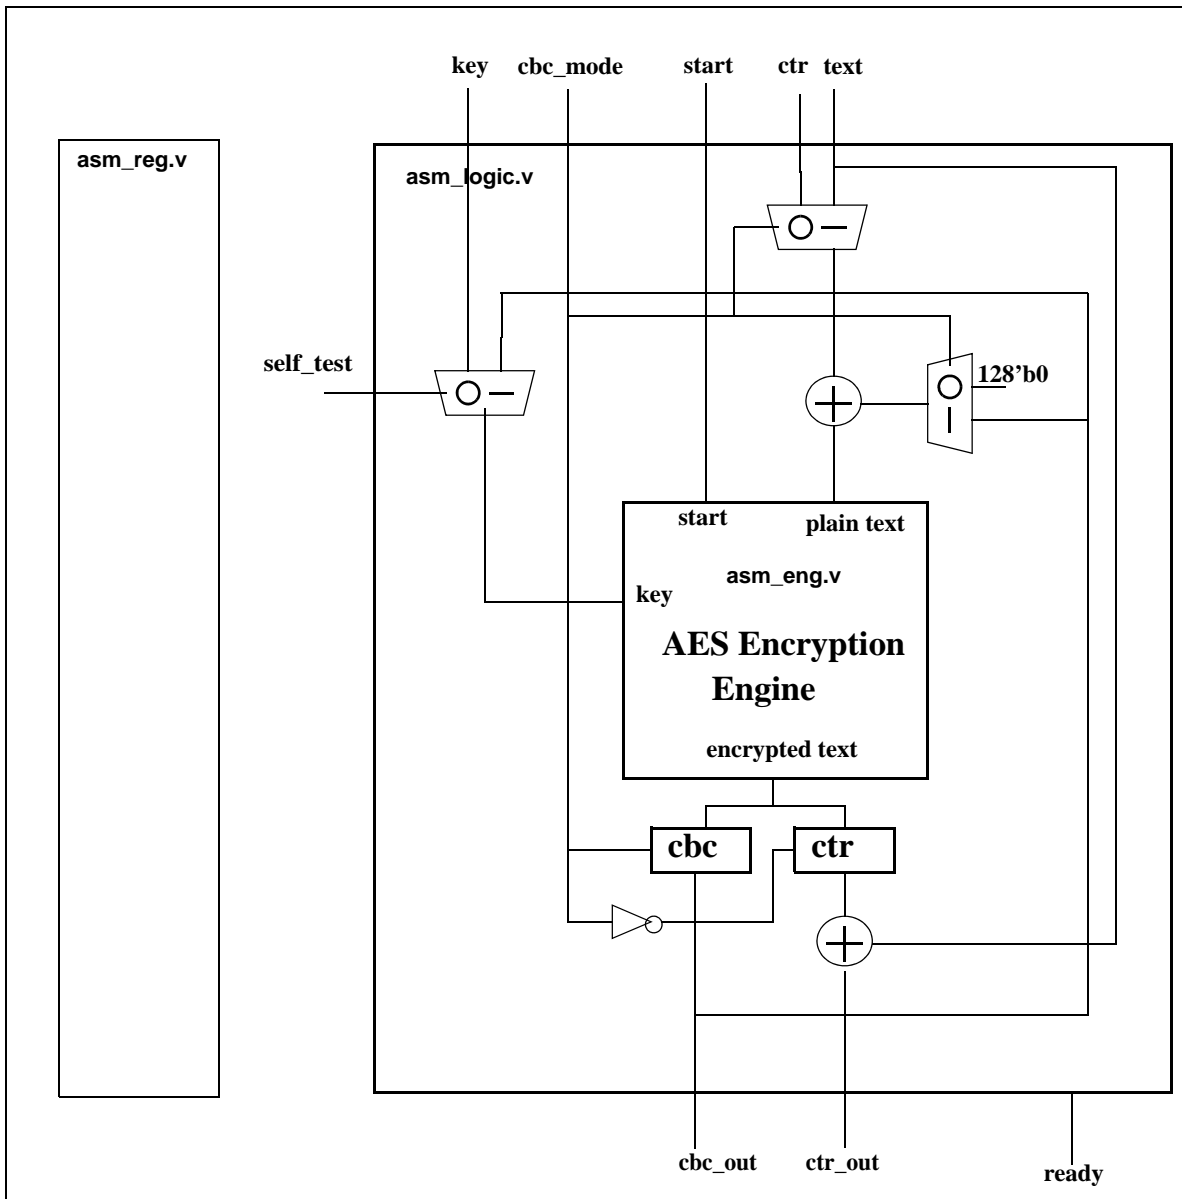 key cbc_mode start ctr text
asm_reg.v
asm_logic.v
self_test
128'b0
start plain text
asm_eng.v
key
AES Encryption
Engine
encrypted text
cbc ctr
cbc_out ctr_out
ready